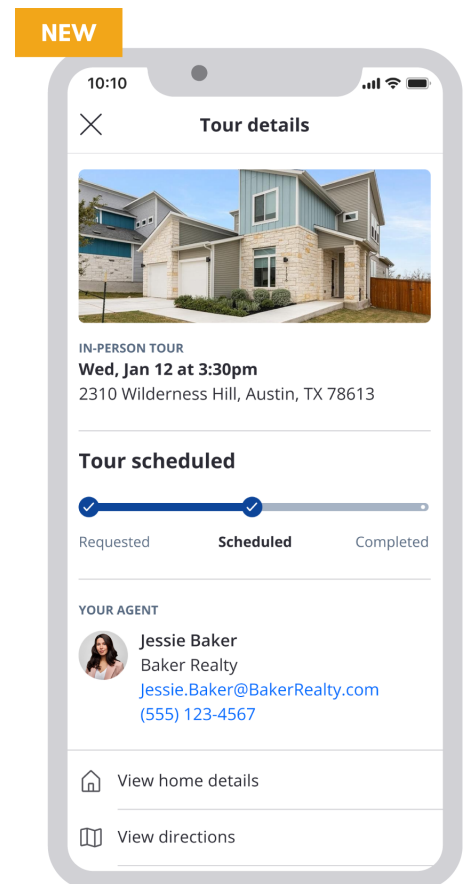 NEW
10:10
Tour details
IN-PERSON TOUR
Wed, Jan 12 at 3:30pm
2310 Wilderness Hill, Austin, TX 78613
Tour scheduled
Requested Scheduled Completed
YOUR AGENT
Jessie Baker
Baker Realty
Jessie.Baker@BakerRealty.com
(555) 123-4567
View home details
View directions